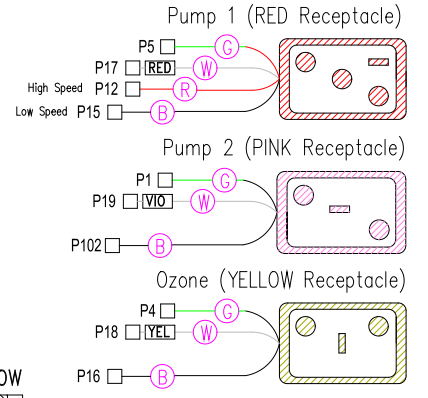 Pump 1 (RED Receptacle)
P5 G
P17 RED W
High Speed P12 R
Low Speed P15 B
Pump 2 (PINK Receptacle)
P1 G
P19 VIO W
P102 B
Ozone (YELLOW Receptacle)
P4 G
P18 YEL W
OW
P16 B